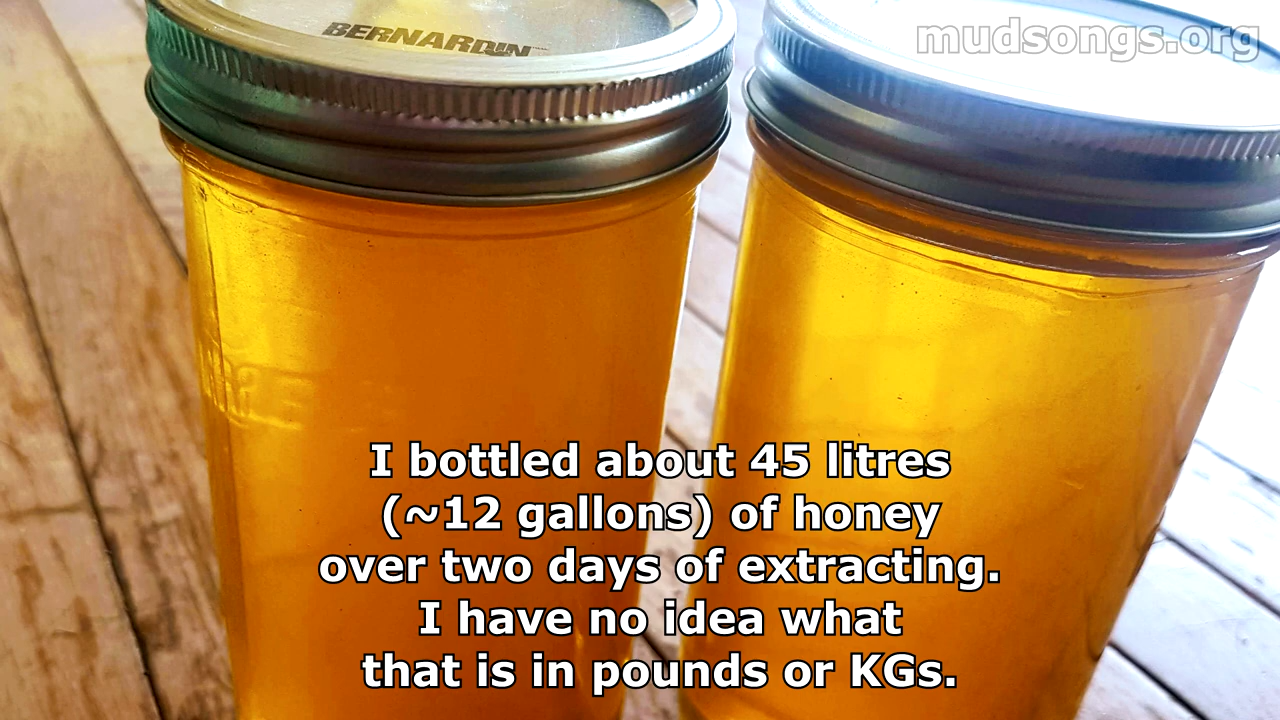 mudsongs.org
BERNARDIN
I bottled about 45 litres
(~12 gallons) of honey
over two days of extracting.
I have no idea what
that is in pounds or KGs.